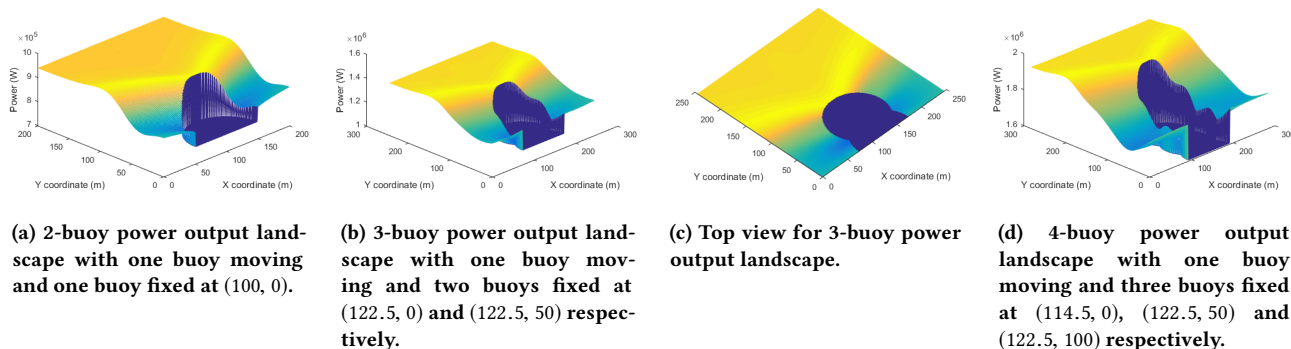 ×10⁵
10
9
8
7
200
150
100
50
0
0
50
100
150
200
Power (W)
Y coordinate (m)
X coordinate (m)
×10⁶
1.6
1.4
1.2
1
300
200
100
0
0
100
200
300
Power (W)
Y coordinate (m)
X coordinate (m)
250
200
150
100
50
0
0
50
100
150
200
250
Y coordinate (m)
X coordinate (m)
×10⁶
2
1.8
1.6
300
200
100
0
0
100
200
300
Power (W)
Y coordinate (m)
X coordinate (m)
(a) 2-buoy power output land-
scape with one buoy moving
and one buoy fixed at (100, 0).
(b) 3-buoy power output land-
scape with one buoy mov-
ing and two buoys fixed at
(122.5, 0) and (122.5, 50) respec-
tively.
(c) Top view for 3-buoy power
output landscape.
(d) 4-buoy power output
landscape with one buoy
moving and three buoys fixed
at (114.5, 0), (122.5, 50) and
(122.5, 100) respectively.